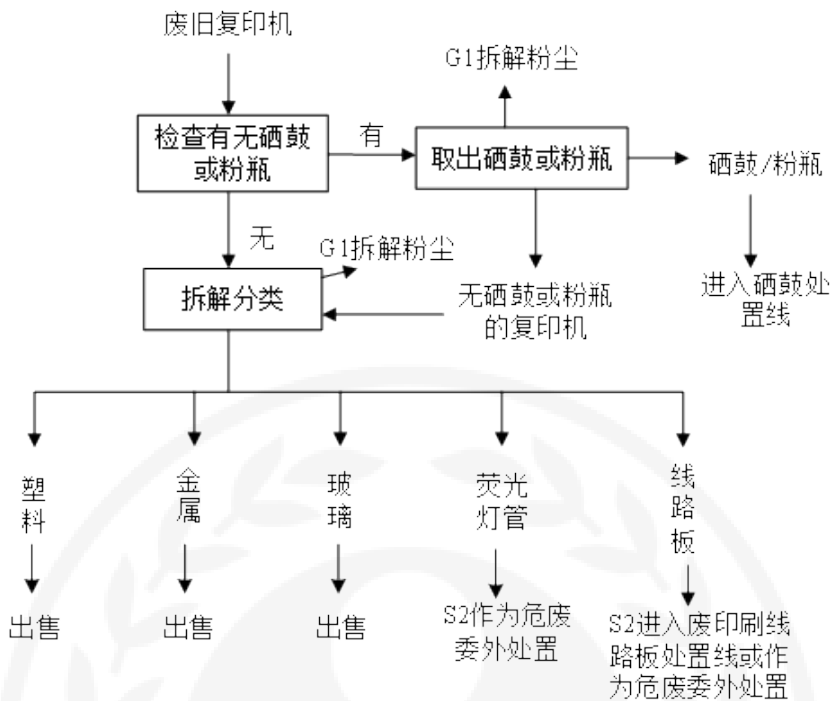 废旧复印机
G1拆解粉尘
检查有无硒鼓
或粉瓶
有
取出硒鼓或粉瓶
硒鼓/粉瓶
无
G1拆解粉尘
拆解分类
无硒鼓或粉瓶
的复印机
进入硒鼓处
置线
塑
料
金
属
玻
璃
荧光
灯管
线
路
板
出售
出售
出售
S2作为危废
委外处置
S2进入废印刷线
路板处置线或作
为危废委外处置